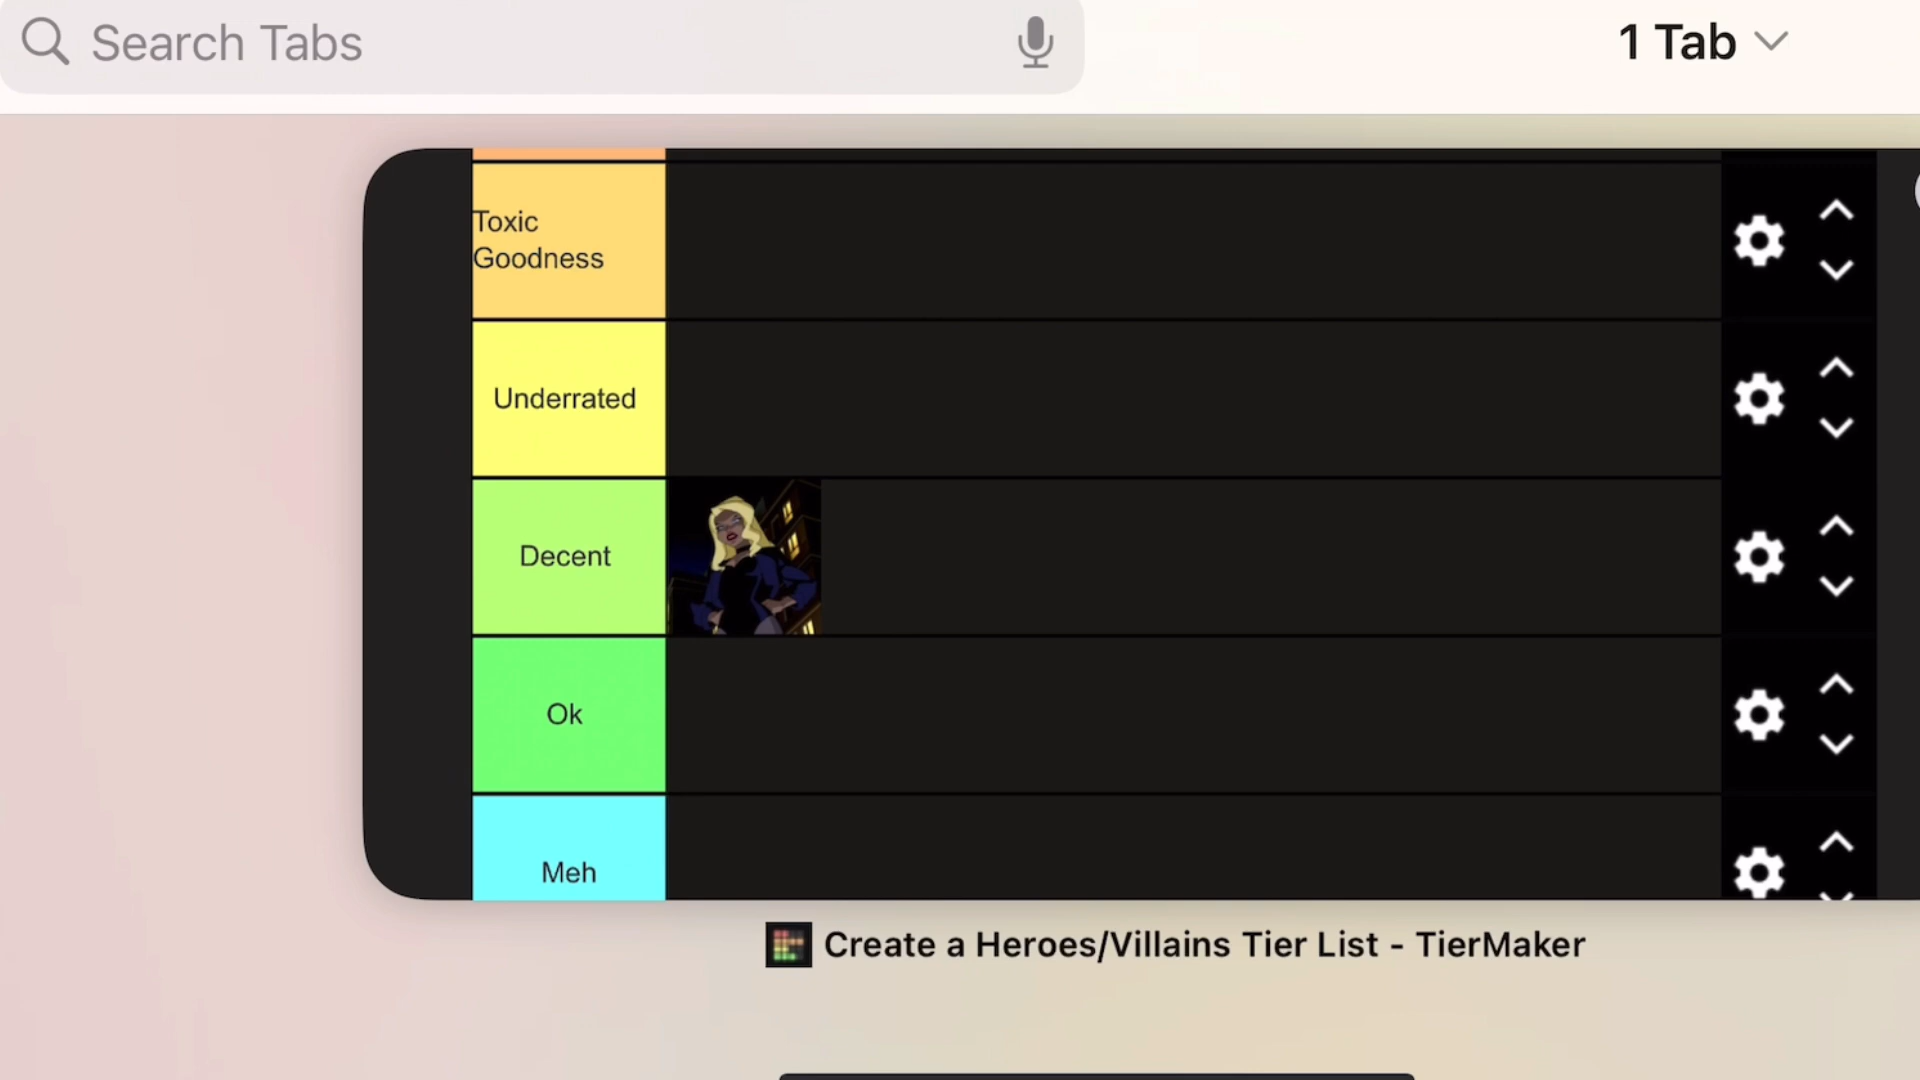 Search Tabs
1 Tab
Toxic
Goodness
Underrated
Decent
Ok
Meh
Create a Heroes/Villains Tier List - TierMaker